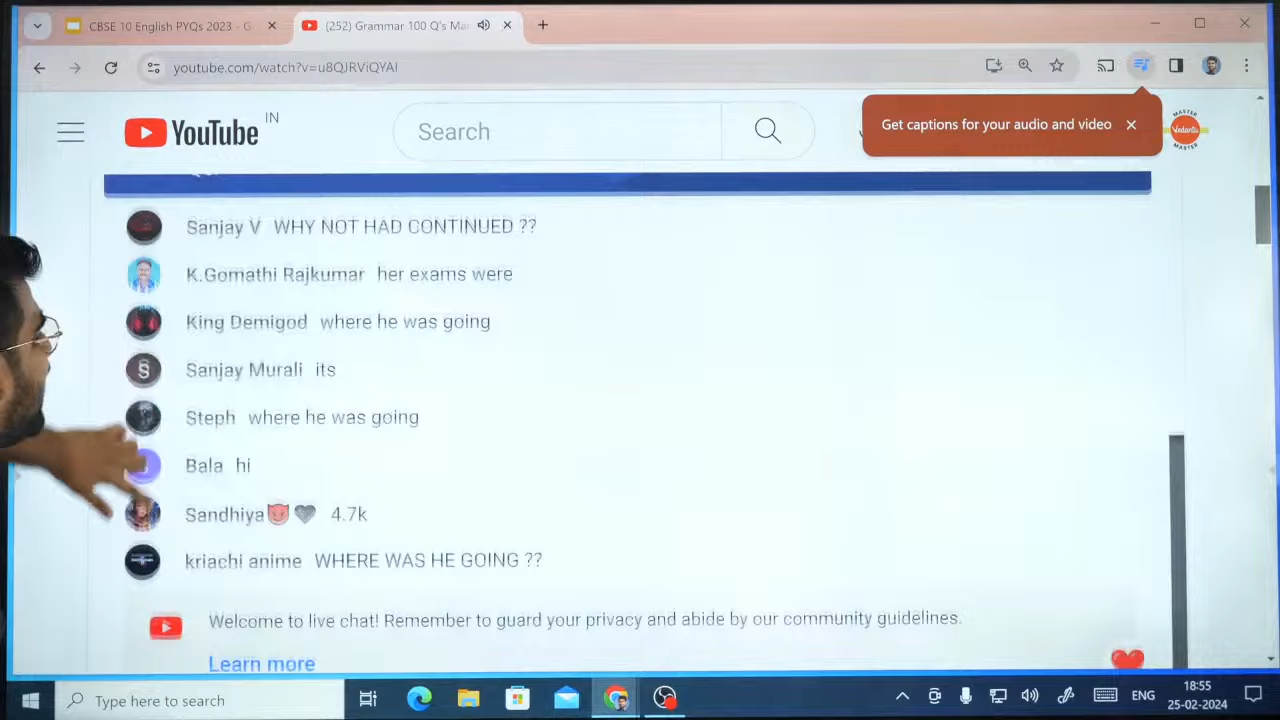 CBSE 10 English PYQs 2023 - G
(252) Grammar 100 Q's Mar
youtube.com/watch?v=u8QJRViQYAI
YouTube IN
Search
Get captions for your audio and video
MASTER
Vedantu
MASTER
Sanjay V WHY NOT HAD CONTINUED ??
K.Gomathi Rajkumar her exams were
King Demigod where he was going
Sanjay Murali its
Steph where he was going
Bala hi
Sandhiya😈🖤 4.7k
kriachi anime WHERE WAS HE GOING ??
Welcome to live chat! Remember to guard your privacy and abide by our community guidelines.
Learn more
Type here to search
ENG
18:55
25-02-2024